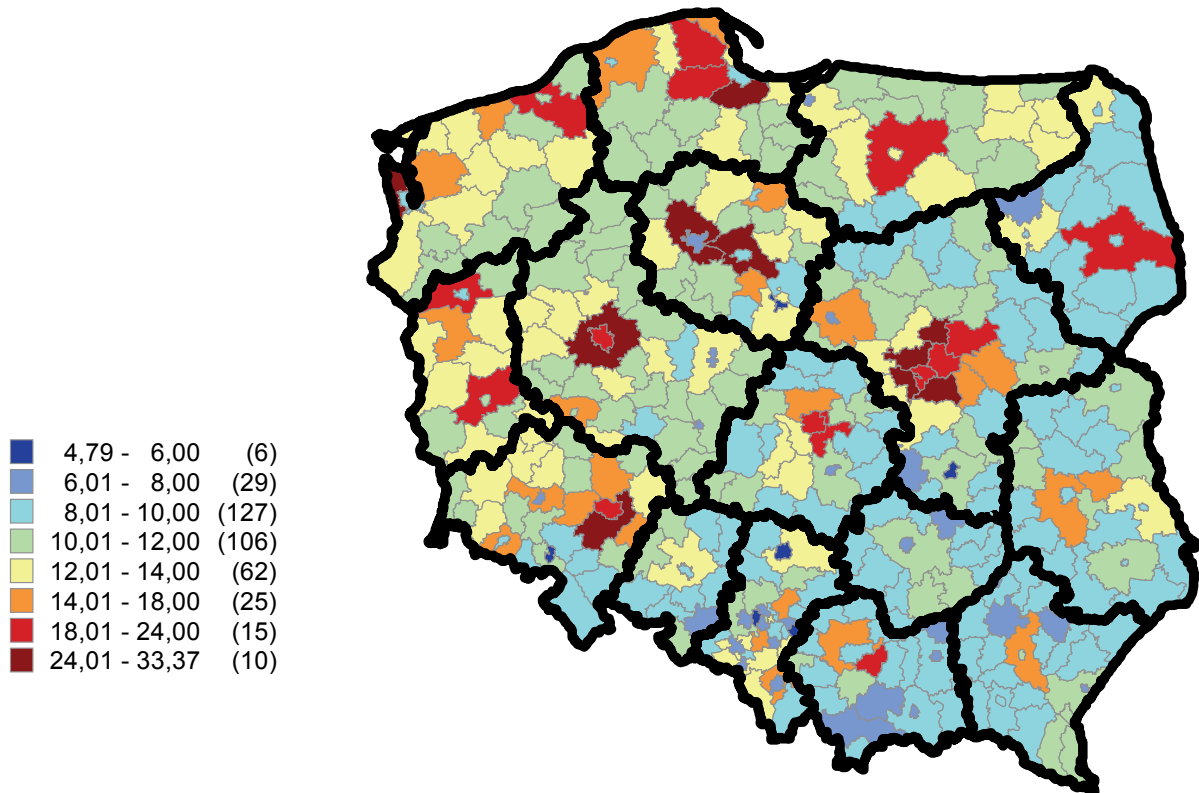 4,79 - 6,00 (6)
6,01 - 8,00 (29)
8,01 - 10,00 (127)
10,01 - 12,00 (106)
12,01 - 14,00 (62)
14,01 - 18,00 (25)
18,01 - 24,00 (15)
24,01 - 33,37 (10)